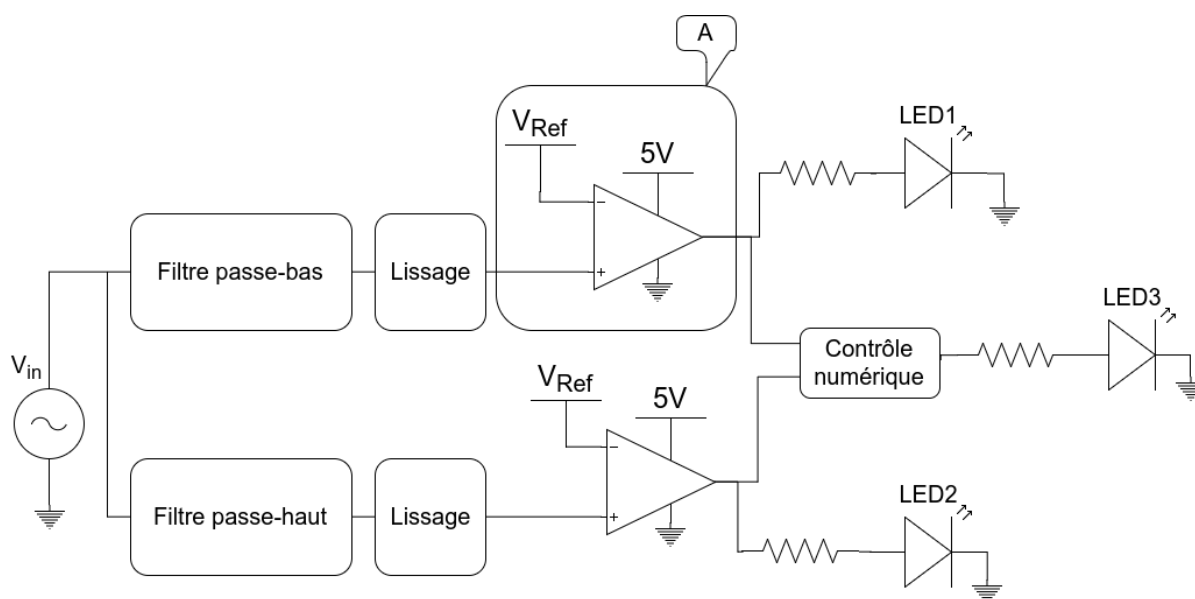 A
V_Ref
5V
LED1
−
+
Filtre passe-bas
Lissage
LED3
V_in
Contrôle
numérique
V_Ref
5V
−
+
Filtre passe-haut
Lissage
LED2